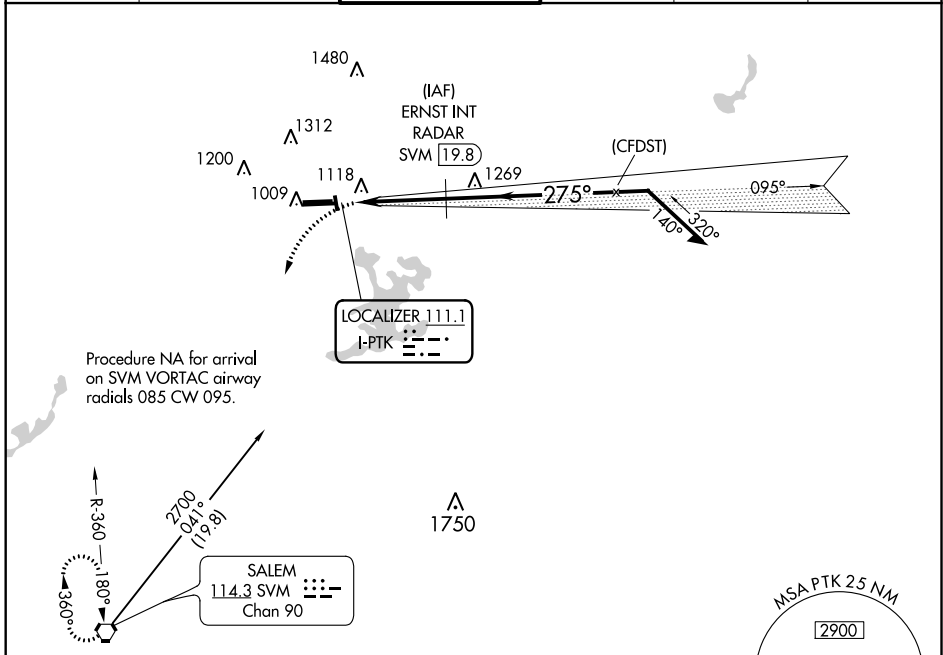 1480
(IAF)
ERNST INT
RADAR
SVM 19.8
1312
1200
1118
1009
1269
(CFDST)
275°
095°
140°
320°
LOCALIZER 111.1
I-PTK
Procedure NA for arrival
on SVM VORTAC airway
radials 085 CW 095.
R-360
180°
360°
2700
041°
(19.8)
SALEM
114.3 SVM
Chan 90
1750
MSA PTK 25 NM
2900